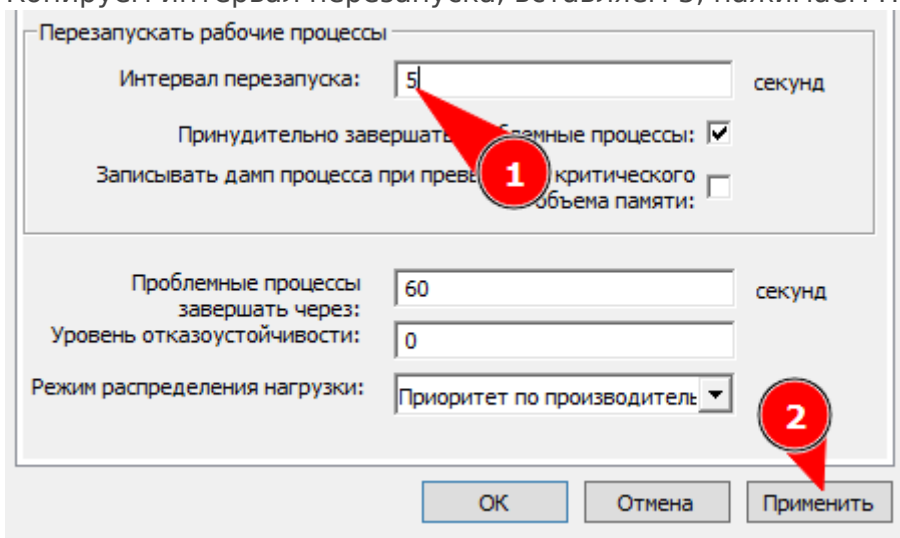 Перезапускать рабочие процессы
Интервал перезапуска: 5 секунд
Принудительно завершать процессы:
1
Записывать дамп процесса при критического
объема памяти:
Проблемные процессы
завершать через: 60 секунд
Уровень отказоустойчивости: 0
Режим распределения нагрузки: Приоритет по производитель
2
ОК Отмена Применить